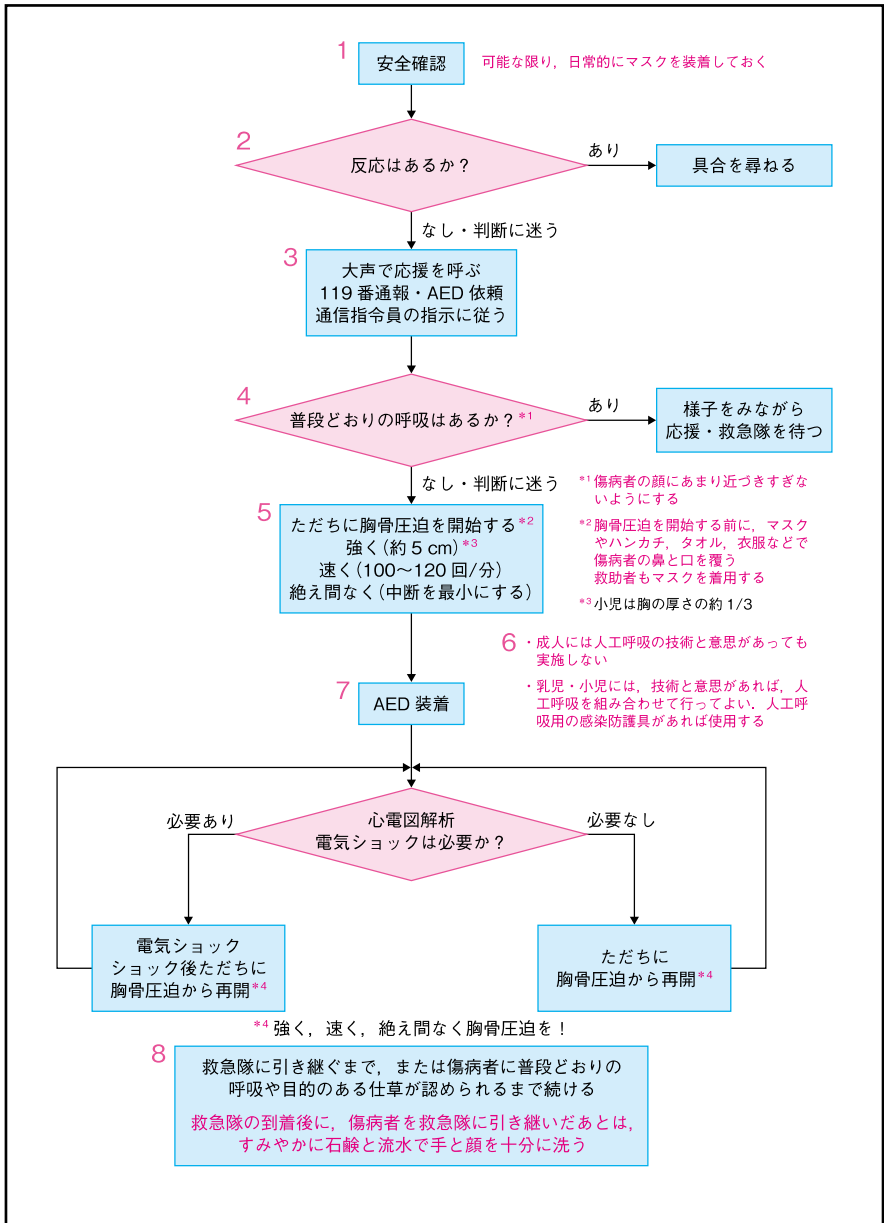 1
安全確認
可能な限り，日常的にマスクを装着しておく
2
反応はあるか？
あり
具合を尋ねる
なし・判断に迷う
3
大声で応援を呼ぶ
119番通報・AED依頼
通信指令員の指示に従う
4
普段どおりの呼吸はあるか？*1
あり
様子をみながら
応援・救急隊を待つ
なし・判断に迷う
*1 傷病者の顔にあまり近づきすぎな
いようにする
5
ただちに胸骨圧迫を開始する*2
強く（約5 cm）*3
速く（100～120回/分）
絶え間なく（中断を最小にする）
*2 胸骨圧迫を開始する前に，マスク
やハンカチ，タオル，衣服などで
傷病者の鼻と口を覆う
救助者もマスクを着用する
*3 小児は胸の厚さの約1/3
6
・成人には人工呼吸の技術と意思があっても
実施しない
・乳児・小児には，技術と意思があれば，人
工呼吸を組み合わせて行ってよい．人工呼
吸用の感染防護具があれば使用する
7
AED装着
心電図解析
電気ショックは必要か？
必要あり
必要なし
電気ショック
ショック後ただちに
胸骨圧迫から再開*4
ただちに
胸骨圧迫から再開*4
*4 強く，速く，絶え間なく胸骨圧迫を！
8
救急隊に引き継ぐまで，または傷病者に普段どおりの
呼吸や目的のある仕草が認められるまで続ける
救急隊の到着後に，傷病者を救急隊に引き継いだあとは，
すみやかに石鹸と流水で手と顔を十分に洗う